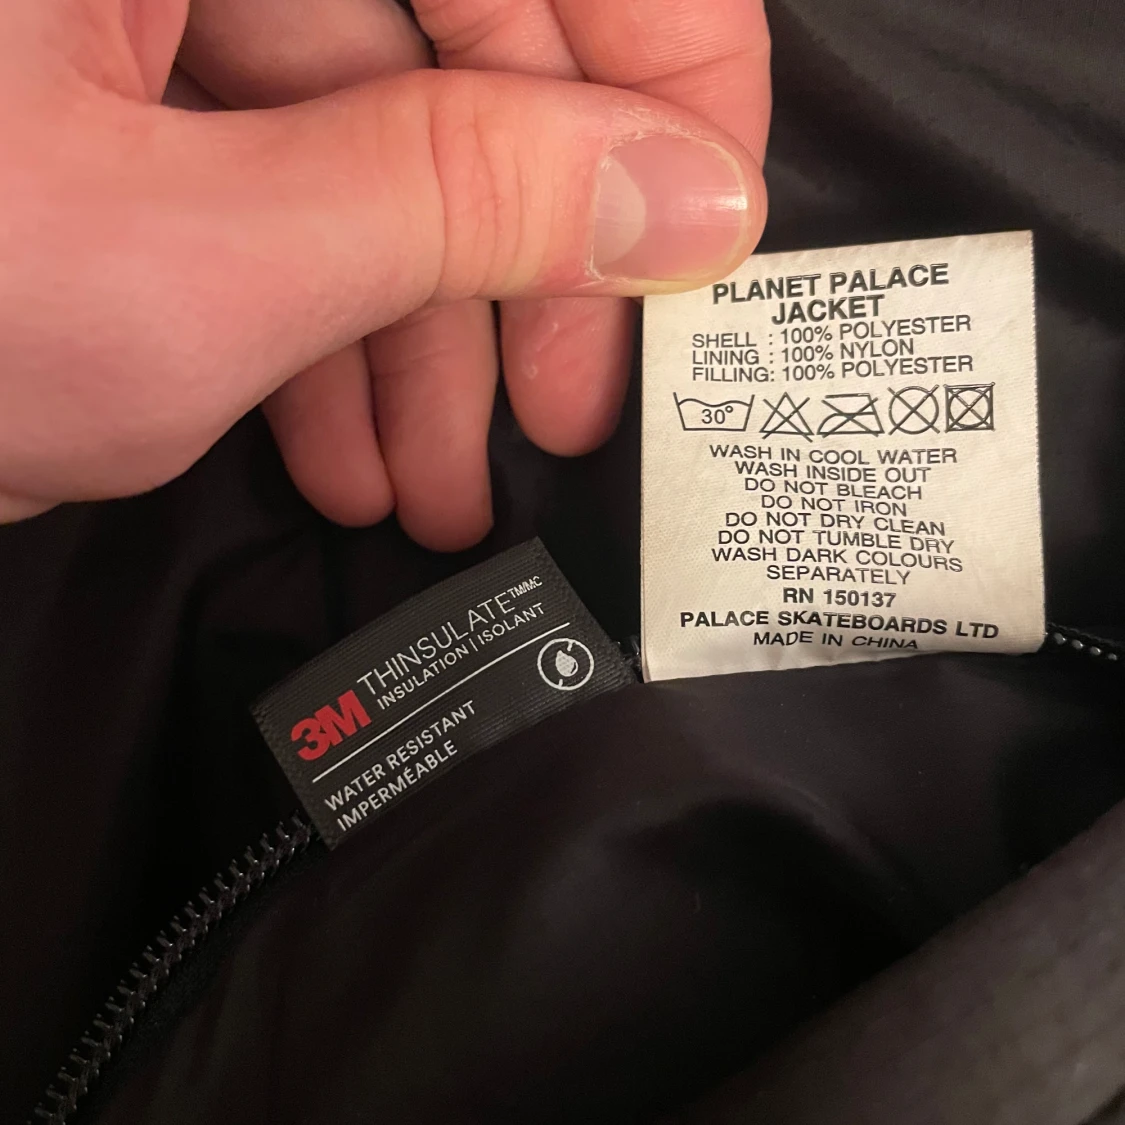 PLANET PALACE
JACKET
SHELL : 100% POLYESTER
LINING : 100% NYLON
FILLING: 100% POLYESTER
30°
WASH IN COOL WATER
WASH INSIDE OUT
DO NOT BLEACH
DO NOT IRON
DO NOT DRY CLEAN
DO NOT TUMBLE DRY
WASH DARK COLOURS
SEPARATELY
RN 150137
PALACE SKATEBOARDS LTD
MADE IN CHINA
3M THINSULATE™/MC
INSULATION | ISOLANT
WATER RESISTANT
IMPERMÉABLE